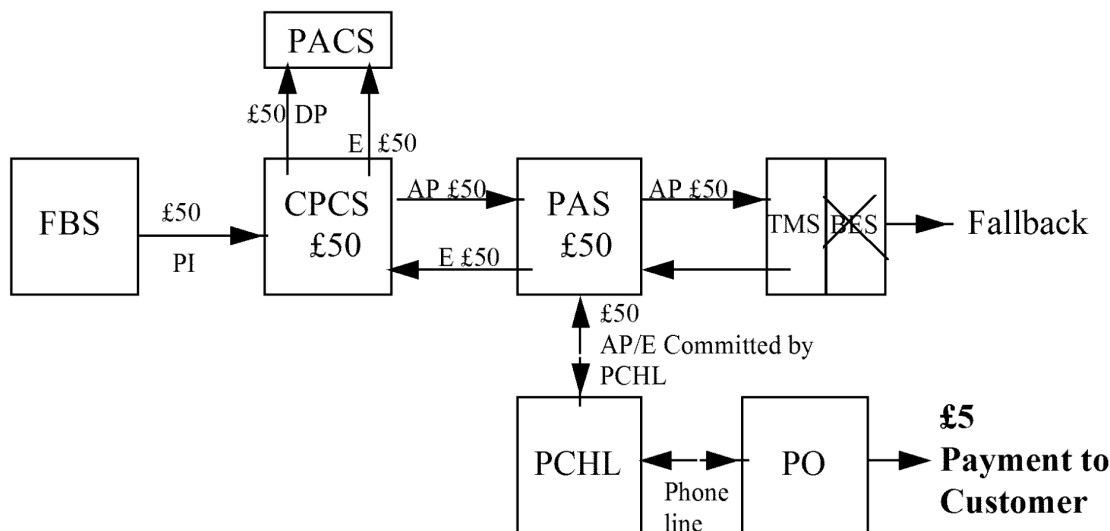 PACS
£50 DP
E £50
FBS
£50
PI
CPCS
£50
AP £50
E £50
PAS
£50
AP £50
TMS
BES
Fallback
£50
AP/E Committed by
PCHL
PCHL
Phone
line
PO
£5
Payment to
Customer